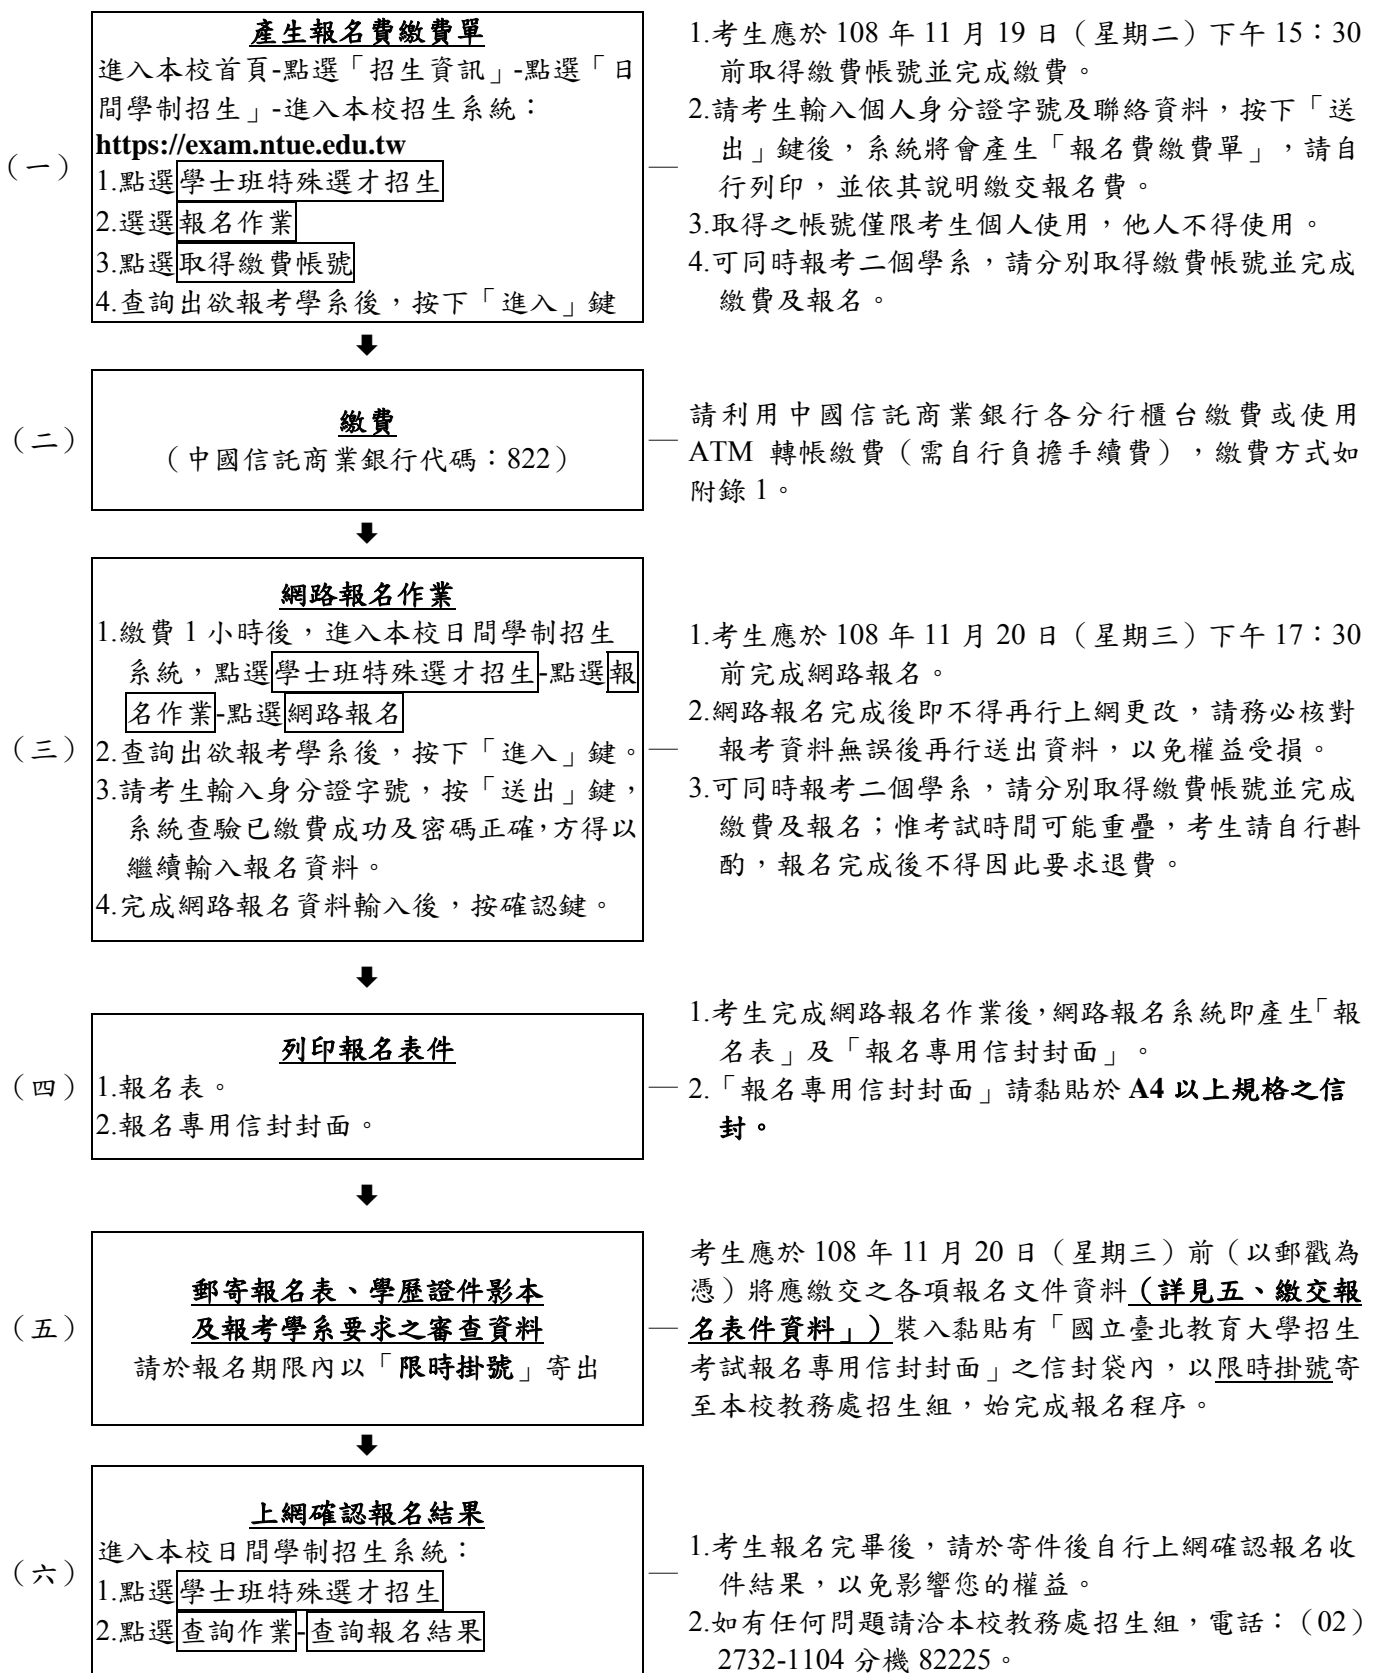 產生報名費繳費單
進入本校首頁-點選「招生資訊」-點選「日
間學制招生」-進入本校招生系統：
https://exam.ntue.edu.tw
（一）
1.點選學士班特殊選才招生
2.選選報名作業
3.點選取得繳費帳號
4.查詢出欲報考學系後，按下「進入」鍵
1.考生應於 108 年 11 月 19 日（星期二）下午 15：30
前取得繳費帳號並完成繳費。
2.請考生輸入個人身分證字號及聯絡資料，按下「送
出」鍵後，系統將會產生「報名費繳費單」，請自
行列印，並依其說明繳交報名費。
3.取得之帳號僅限考生個人使用，他人不得使用。
4.可同時報考二個學系，請分別取得繳費帳號並完成
繳費及報名。
（二）
繳費
（中國信託商業銀行代碼：822）
請利用中國信託商業銀行各分行櫃台繳費或使用
ATM 轉帳繳費（需自行負擔手續費），繳費方式如
附錄 1。
（三）
網路報名作業
1.繳費 1 小時後，進入本校日間學制招生
系統，點選學士班特殊選才招生-點選報
名作業-點選網路報名
2.查詢出欲報考學系後，按下「進入」鍵。
3.請考生輸入身分證字號，按「送出」鍵，
系統查驗已繳費成功及密碼正確，方得以
繼續輸入報名資料。
4.完成網路報名資料輸入後，按確認鍵。
1.考生應於 108 年 11 月 20 日（星期三）下午 17：30
前完成網路報名。
2.網路報名完成後即不得再行上網更改，請務必核對
報考資料無誤後再行送出資料，以免權益受損。
3.可同時報考二個學系，請分別取得繳費帳號並完成
繳費及報名；惟考試時間可能重疊，考生請自行斟
酌，報名完成後不得因此要求退費。
（四）
列印報名表件
1.報名表。
2.報名專用信封封面。
1.考生完成網路報名作業後，網路報名系統即產生「報
名表」及「報名專用信封封面」。
2.「報名專用信封封面」請黏貼於 A4 以上規格之信
封。
（五）
郵寄報名表、學歷證件影本
及報考學系要求之審查資料
請於報名期限內以「限時掛號」寄出
考生應於 108 年 11 月 20 日（星期三）前（以郵戳為
憑）將應繳交之各項報名文件資料（詳見五、繳交報
名表件資料」）裝入黏貼有「國立臺北教育大學招生
考試報名專用信封封面」之信封袋內，以限時掛號寄
至本校教務處招生組，始完成報名程序。
（六）
上網確認報名結果
進入本校日間學制招生系統：
1.點選學士班特殊選才招生
2.點選查詢作業-查詢報名結果
1.考生報名完畢後，請於寄件後自行上網確認報名收
件結果，以免影響您的權益。
2.如有任何問題請洽本校教務處招生組，電話：（02）
2732-1104 分機 82225。